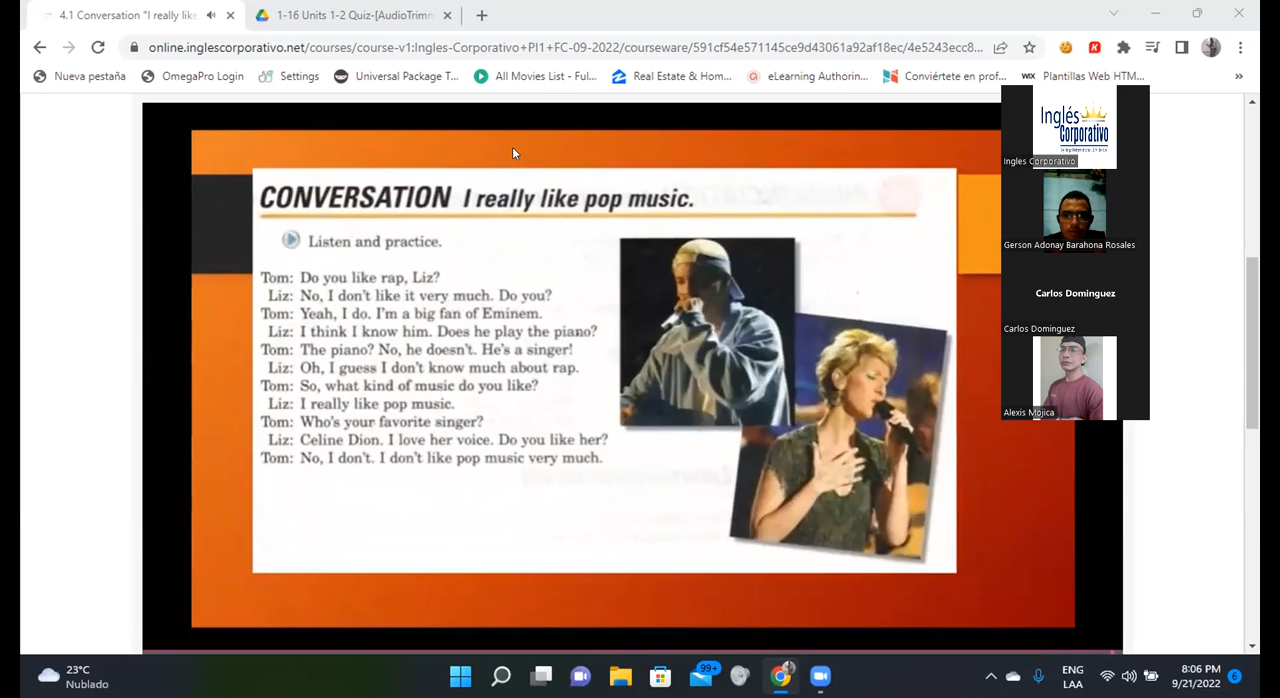 4.1 Conversation "I really like
1-16 Units 1-2 Quiz-[AudioTrimn
online.inglescorporativo.net/courses/course-v1:Ingles-Corporativo+PI1+FC-09-2022/courseware/591cf54e571145ce9d43061a92af18ec/4e5243ecc8...
Nueva pestaña
OmegaPro Login
Settings
Universal Package T...
All Movies List - Ful...
Real Estate & Hom...
eLearning Authorin...
Conviértete en prof...
WIX Plantillas Web HTM...
»
Inglés
Corporativo
Ingles Corporativo
Gerson Adonay Barahona Rosales
Carlos Dominguez
Carlos Dominguez
Alexis Mojica
CONVERSATION I really like pop music.
Listen and practice.
Tom: Do you like rap, Liz?
Liz: No, I don't like it very much. Do you?
Tom: Yeah, I do. I'm a big fan of Eminem.
Liz: I think I know him. Does he play the piano?
Tom: The piano? No, he doesn't. He's a singer!
Liz: Oh, I guess I don't know much about rap.
Tom: So, what kind of music do you like?
Liz: I really like pop music.
Tom: Who's your favorite singer?
Liz: Celine Dion. I love her voice. Do you like her?
Tom: No, I don't. I don't like pop music very much.
23°C
Nublado
99+
ENG
LAA
8:06 PM
9/21/2022
6